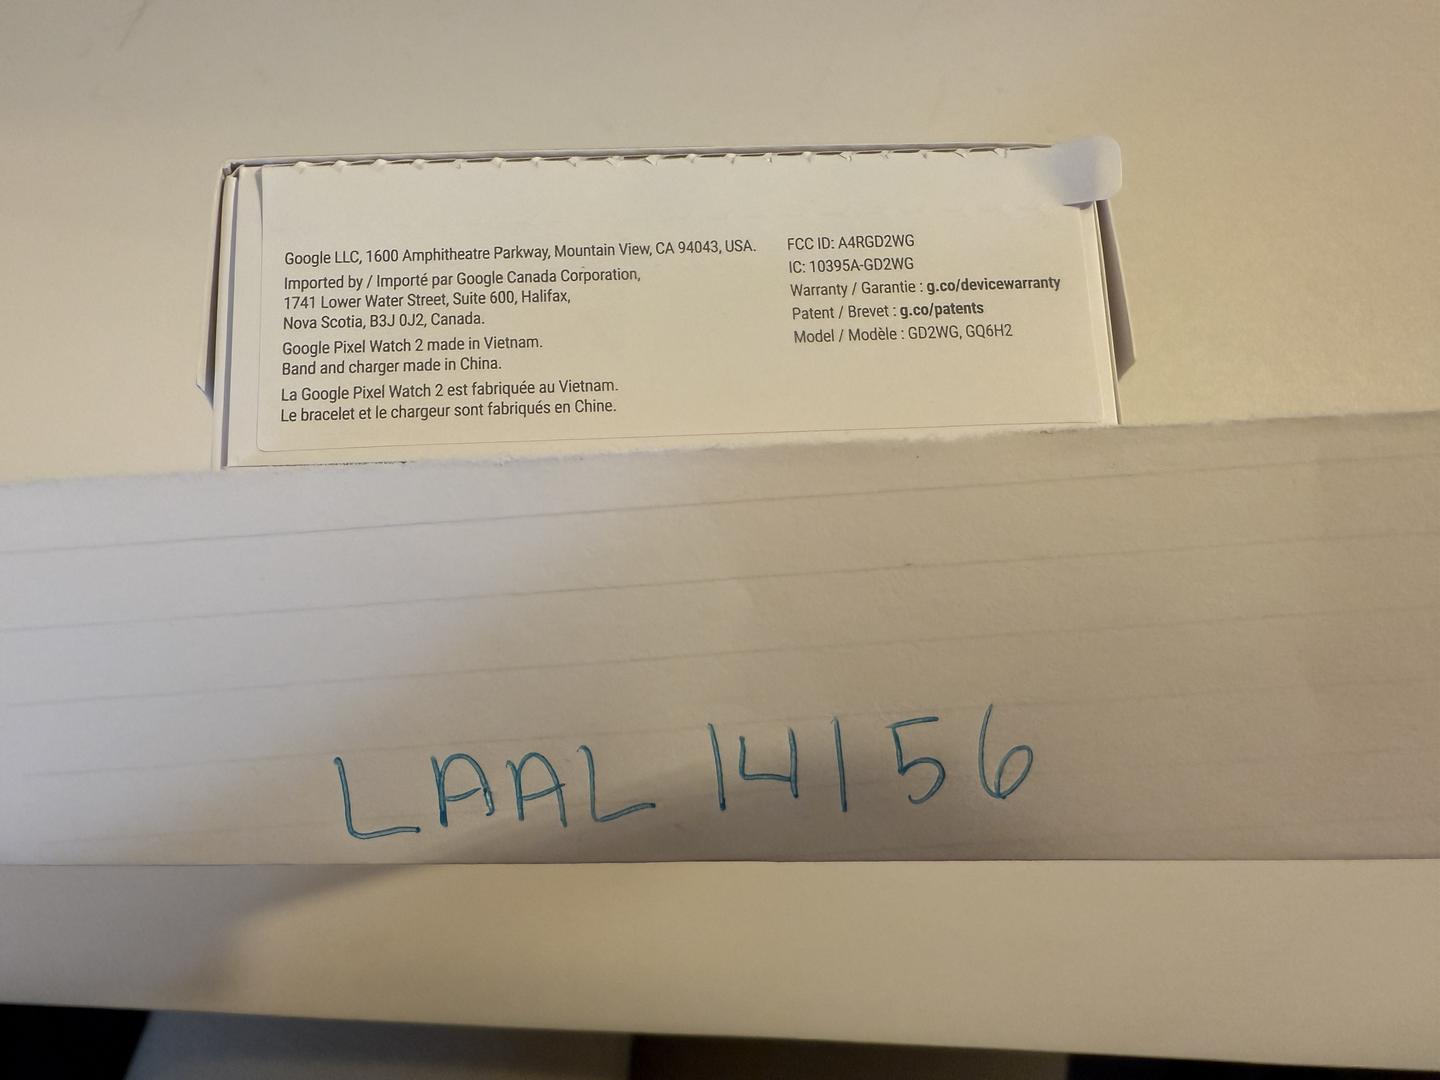 Google LLC, 1600 Amphitheatre Parkway, Mountain View, CA 94043, USA.
Imported by / Importé par Google Canada Corporation,
1741 Lower Water Street, Suite 600, Halifax,
Nova Scotia, B3J 0J2, Canada.
Google Pixel Watch 2 made in Vietnam.
Band and charger made in China.
La Google Pixel Watch 2 est fabriquée au Vietnam.
Le bracelet et le chargeur sont fabriqués en Chine.
FCC ID: A4RGD2WG
IC: 10395A-GD2WG
Warranty / Garantie : g.co/devicewarranty
Patent / Brevet : g.co/patents
Model / Modèle : GD2WG, GQ6H2
LAAL 14156